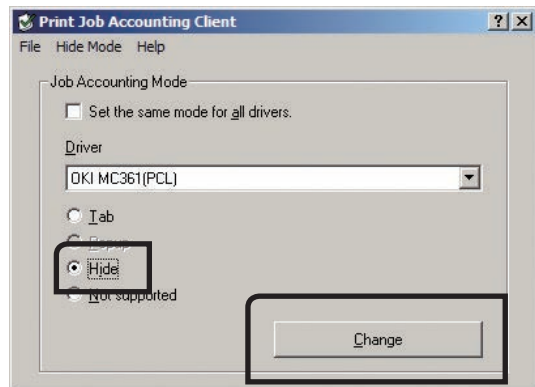 Print Job Accounting Client
File Hide Mode Help
Job Accounting Mode
Set the same mode for all drivers.
Driver
OKI MC361(PCL)
Tab
Popup
Hide
Not supported
Change